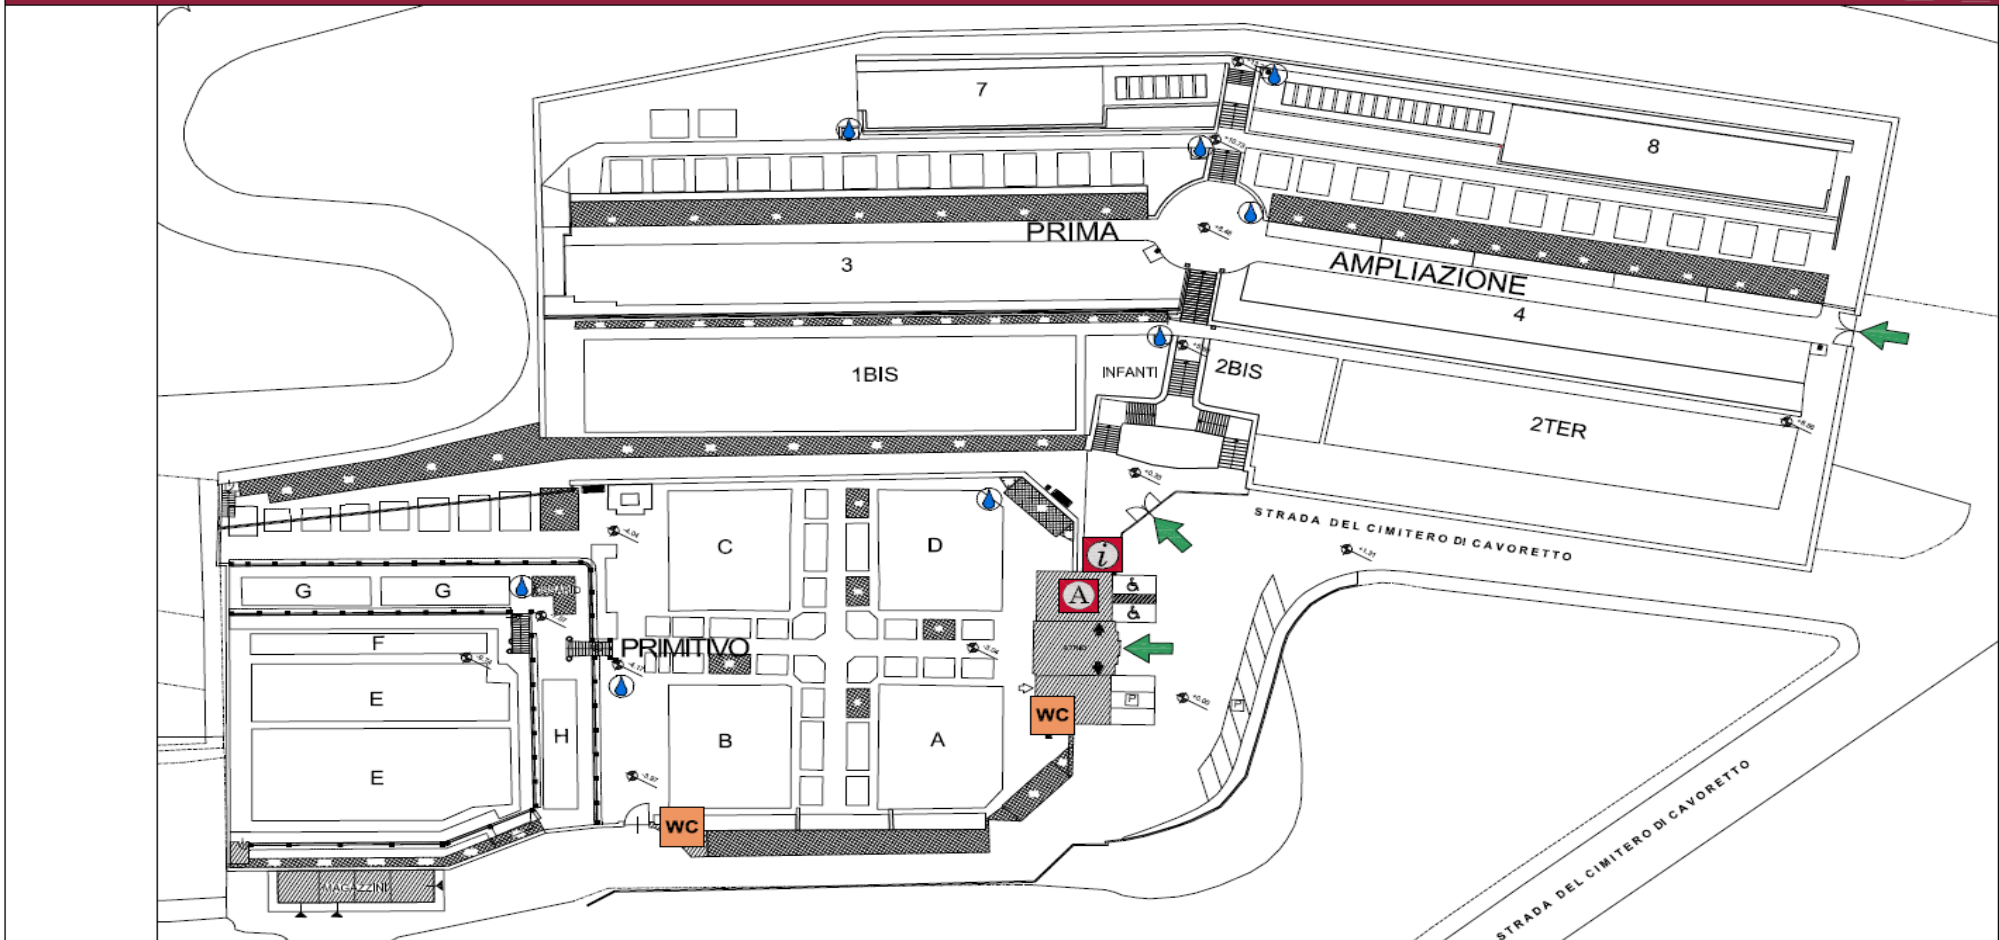 7
8
PRIMA
3
AMPLIAZIONE
4
1BIS
INFANTI
2BIS
2TER
STRADA DEL CIMITERO DI CAVORETTO
C
D
i
A
G
G
F
PRIMITIVO
E
E
H
B
A
P
P
WC
WC
MAGAZZINI
STRADA DEL CIMITERO DI CAVORETTO